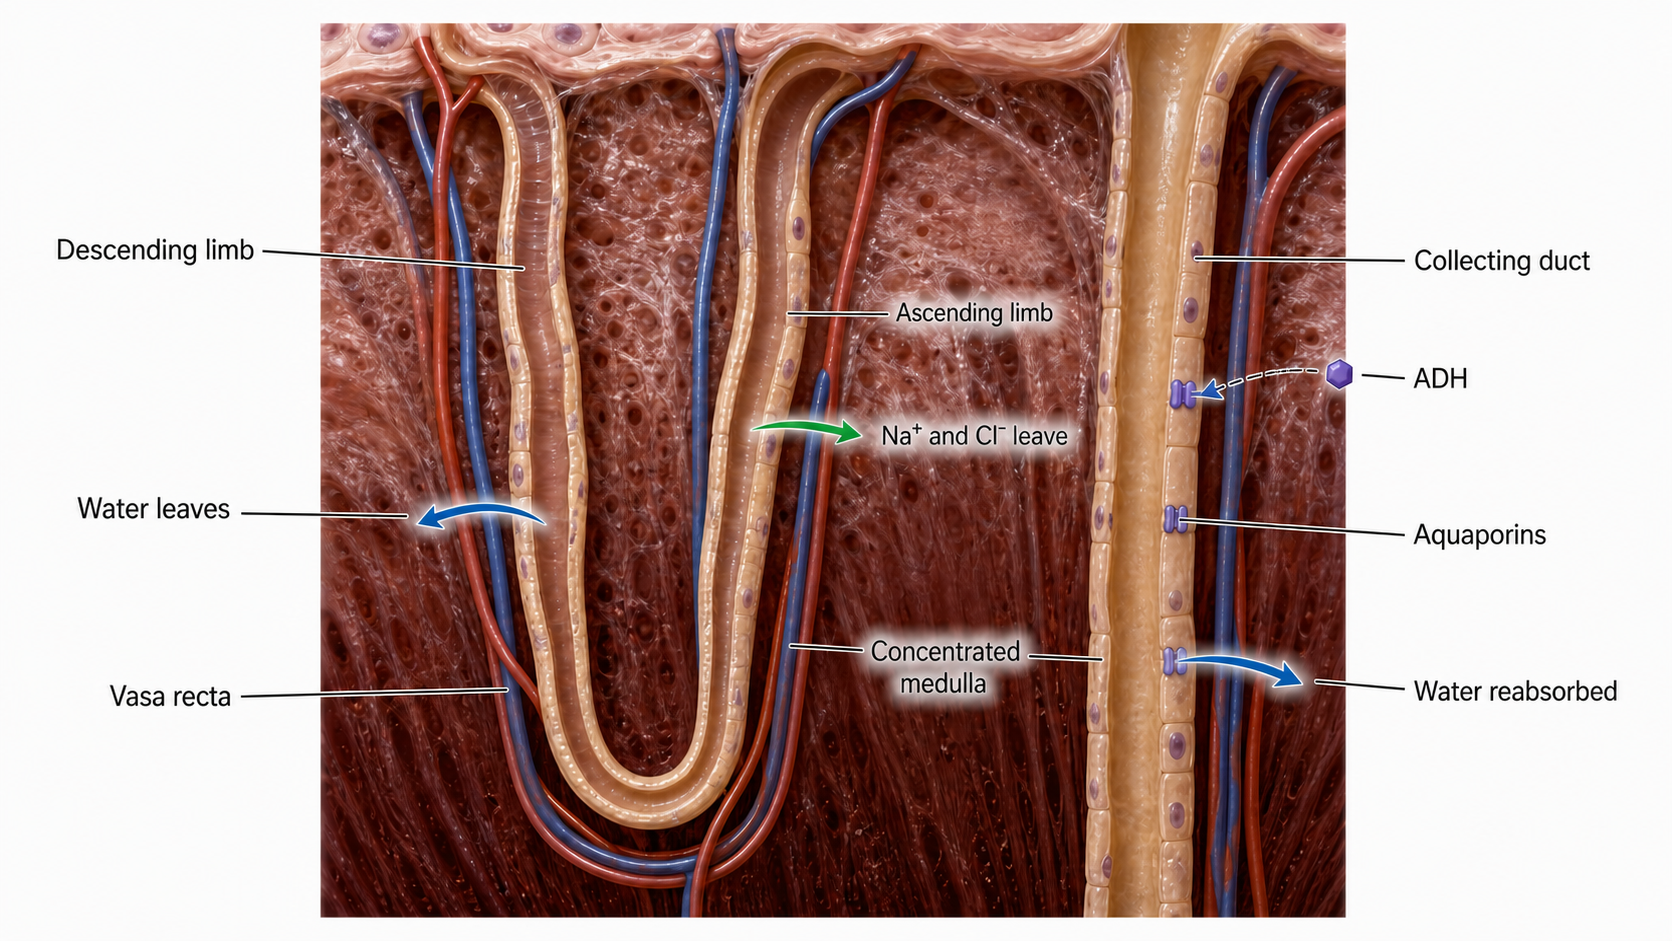 Descending limb
Water leaves
Vasa recta
Ascending limb
Na⁺ and Cl⁻ leave
Concentrated
medulla
Collecting duct
ADH
Aquaporins
Water reabsorbed